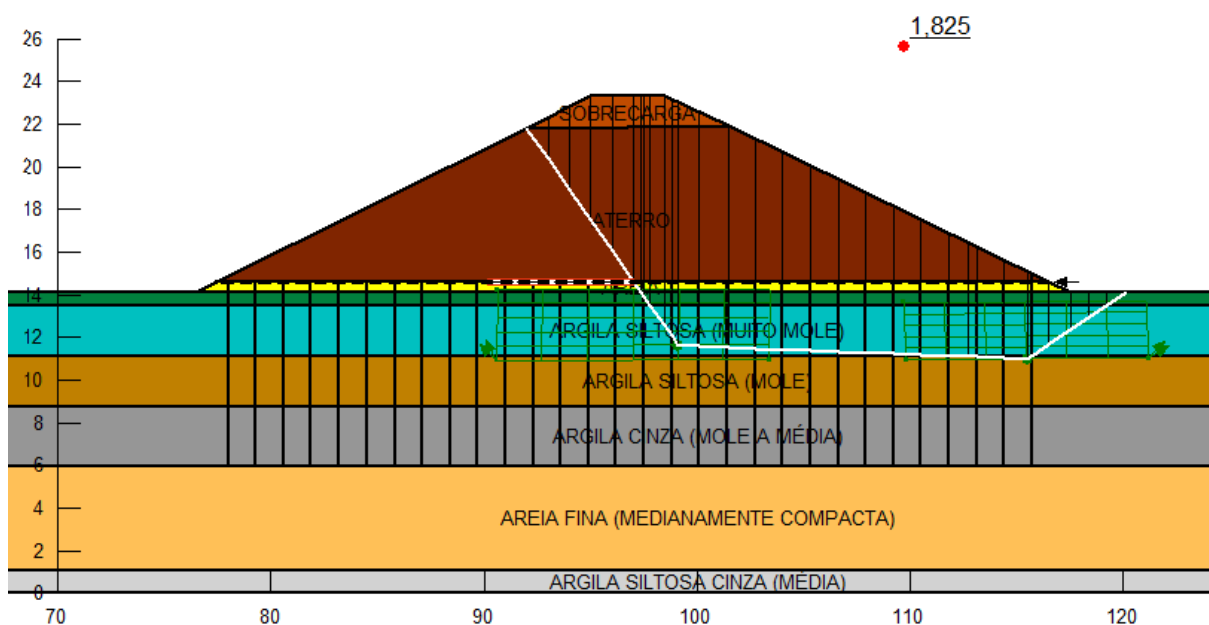 1,825
26
24
22
20
18
16
14
12
10
8
6
4
2
0
SOBRECARGA
ATERRO
ARGILA SILTOSA (MUITO MOLE)
ARGILA SILTOSA (MOLE)
ARGILA CINZA (MOLE A MÉDIA)
AREIA FINA (MEDIANAMENTE COMPACTA)
ARGILA SILTOSA CINZA (MÉDIA)
70 80 90 100 110 120